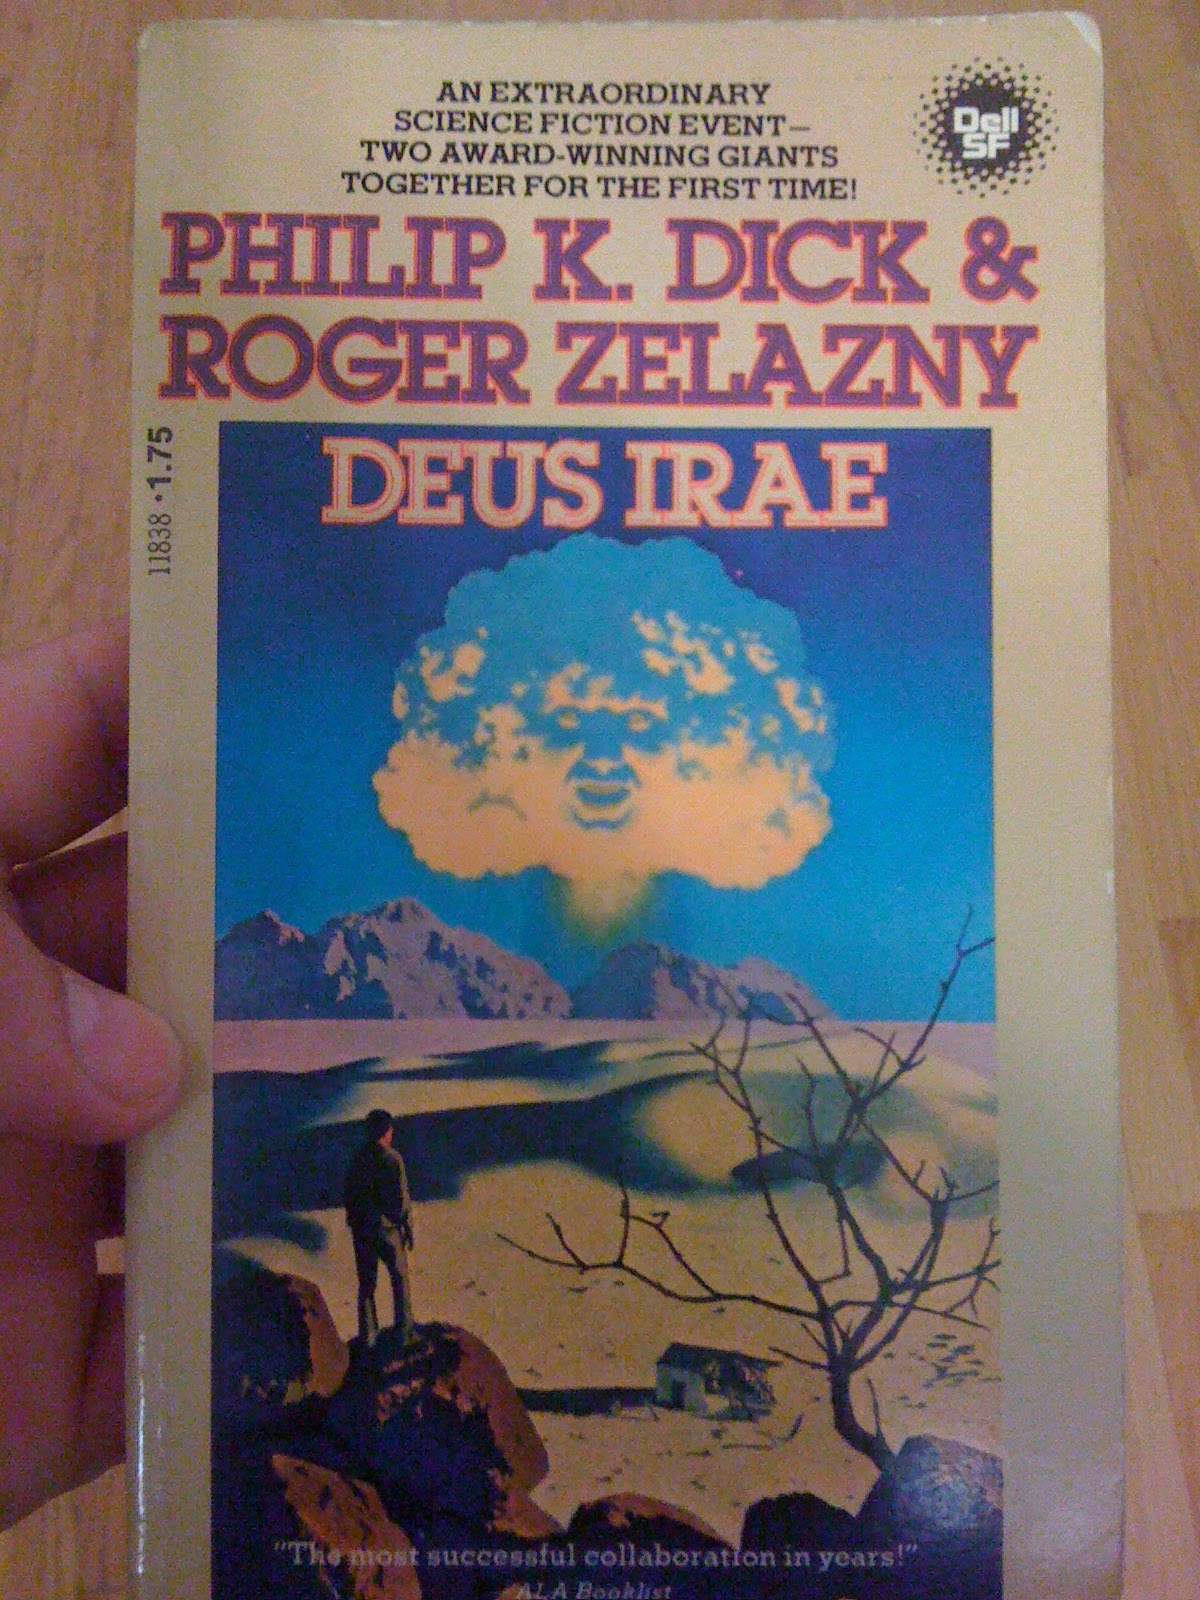 AN EXTRAORDINARY
SCIENCE FICTION EVENT—
TWO AWARD-WINNING GIANTS
TOGETHER FOR THE FIRST TIME!
Dell
SF
PHILIP K. DICK &
ROGER ZELAZNY
11838 • 1.75
DEUS IRAE
"The most successful collaboration in years!"
ALA Booklist